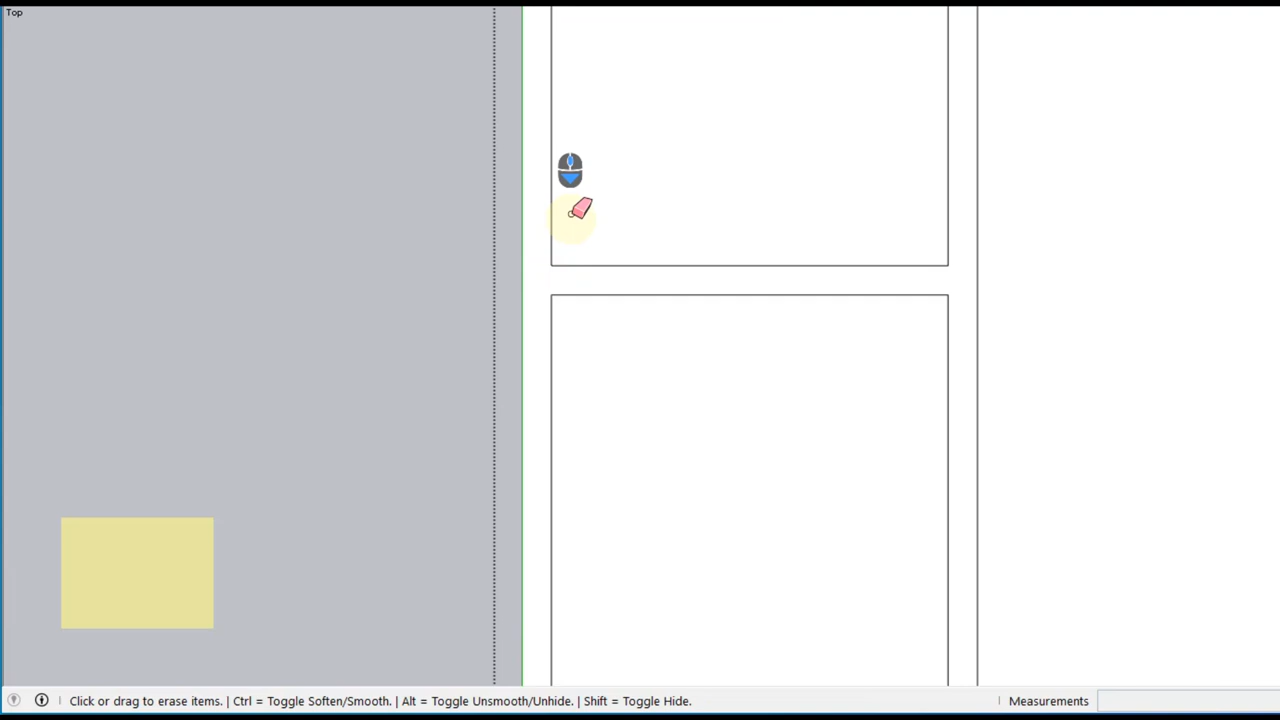 Top
Click or drag to erase items. | Ctrl = Toggle Soften/Smooth. | Alt = Toggle Unsmooth/Unhide. | Shift = Toggle Hide.
Measurements